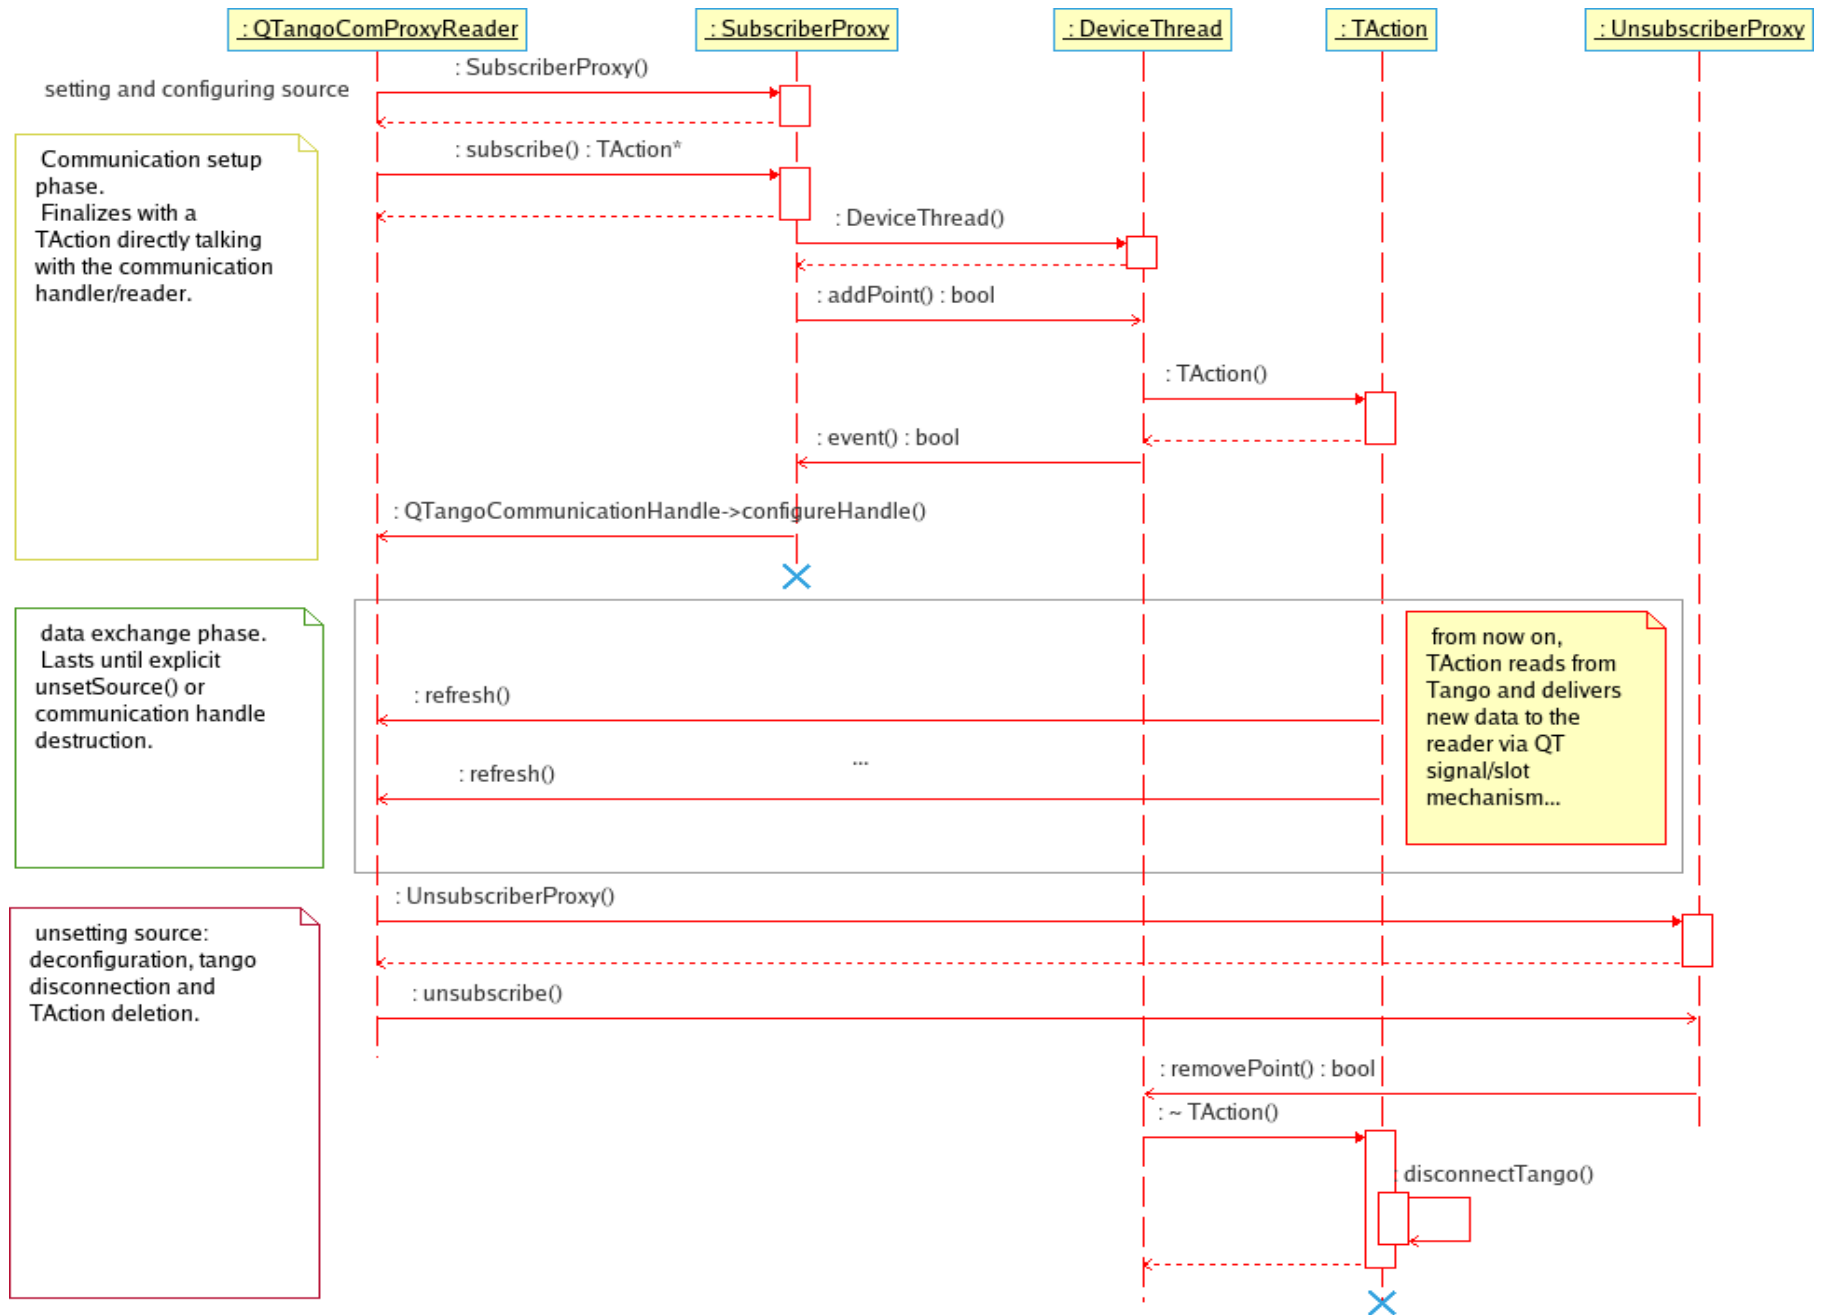 : QTangoComProxyReader
: SubscriberProxy
: DeviceThread
: TAction
: UnsubscriberProxy
: SubscriberProxy()
setting and configuring source
: subscribe() : TAction*
Communication setup
phase.
Finalizes with a
TAction directly talking
with the communication
handler/reader.
: DeviceThread()
: addPoint() : bool
: TAction()
: event() : bool
: QTangoCommunicationHandle->configureHandle()
data exchange phase.
Lasts until explicit
unsetSource() or
communication handle
destruction.
from now on,
TAction reads from
Tango and delivers
new data to the
reader via QT
signal/slot
mechanism...
: refresh()
...
: refresh()
: UnsubscriberProxy()
unsetting source:
deconfiguration, tango
disconnection and
TAction deletion.
: unsubscribe()
: removePoint() : bool
: ~ TAction()
: disconnectTango()